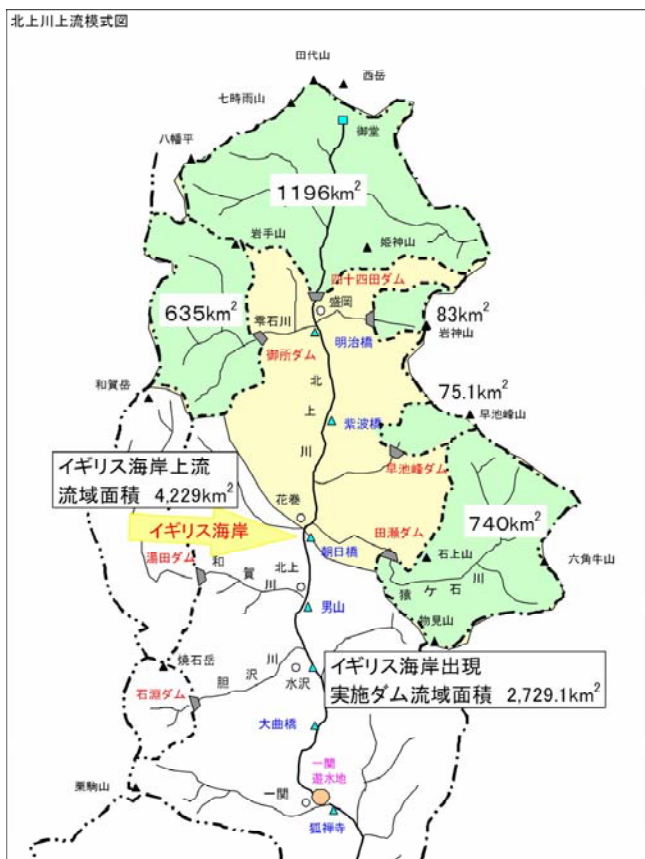 北上川上流模式図
田代山
西岳
七時雨山
御堂
八幡平
1196km²
岩手山
姫神山
四十四田ダム
635km²
盛岡
83km²
雫石川
岩神山
明治橋
御所ダム
75.1km²
和賀岳
北上川
早池峰山
紫波橋
イギリス海岸上流
流域面積 4,229km²
早池峰ダム
花巻
740km²
イギリス海岸
田瀬ダム
朝日橋
石上山
六角牛山
湯田ダム
和賀川
北上
猿ケ石川
男山
物見山
焼石岳
胆沢川
水沢
イギリス海岸出現
実施ダム流域面積 2,729.1km²
石淵ダム
大曲橋
一関
遊水地
栗駒山
一関
狐禅寺